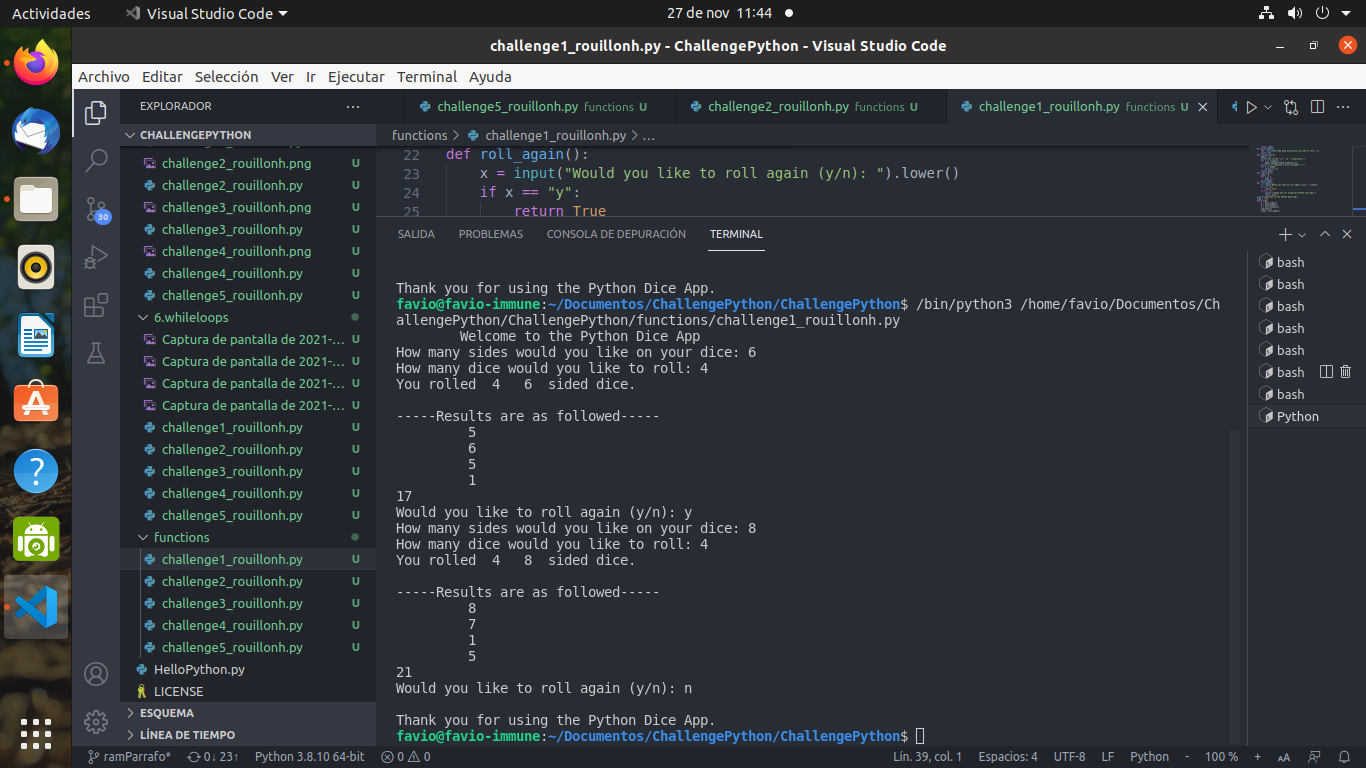 Actividades Visual Studio Code 27 de nov 11:44
challenge1_rouillonh.py - ChallengePython - Visual Studio Code
Archivo Editar Selección Ver Ir Ejecutar Terminal Ayuda
EXPLORADOR ···
CHALLENGEPYTHON
challenge2_rouillonh.png U
challenge2_rouillonh.py U
challenge3_rouillonh.png U
challenge3_rouillonh.py U
challenge4_rouillonh.png U
challenge4_rouillonh.py U
challenge5_rouillonh.py U
6.whileloops
Captura de pantalla de 2021-... U
Captura de pantalla de 2021-... U
Captura de pantalla de 2021-... U
Captura de pantalla de 2021-... U
challenge1_rouillonh.py U
challenge2_rouillonh.py U
challenge3_rouillonh.py U
challenge4_rouillonh.py U
challenge5_rouillonh.py U
functions
challenge1_rouillonh.py U
challenge2_rouillonh.py U
challenge3_rouillonh.py U
challenge4_rouillonh.py U
challenge5_rouillonh.py U
HelloPython.py
LICENSE
ESQUEMA
LÍNEA DE TIEMPO
30
challenge5_rouillonh.py functions U challenge2_rouillonh.py functions U challenge1_rouillonh.py functions U
functions > challenge1_rouillonh.py > ...
22 def roll_again():
23 x = input("Would you like to roll again (y/n): ").lower()
24 if x == "y":
25 return True
SALIDA PROBLEMAS CONSOLA DE DEPURACIÓN TERMINAL
Thank you for using the Python Dice App.
favio@favio-immune:~/Documentos/ChallengePython/ChallengePython$ /bin/python3 /home/favio/Documentos/Ch
allengePython/ChallengePython/functions/challenge1_rouillonh.py
Welcome to the Python Dice App
How many sides would you like on your dice: 6
How many dice would you like to roll: 4
You rolled 4 6 sided dice.
-----Results are as followed-----
5
6
5
1
17
Would you like to roll again (y/n): y
How many sides would you like on your dice: 8
How many dice would you like to roll: 4
You rolled 4 8 sided dice.
-----Results are as followed-----
8
7
1
5
21
Would you like to roll again (y/n): n
Thank you for using the Python Dice App.
favio@favio-immune:~/Documentos/ChallengePython/ChallengePython$
bash
bash
bash
bash
bash
bash
bash
Python
ramParrafo* 0↓ 23↑ Python 3.8.10 64-bit 0 0 Lín. 39, col. 1 Espacios: 4 UTF-8 LF Python - 100 % +